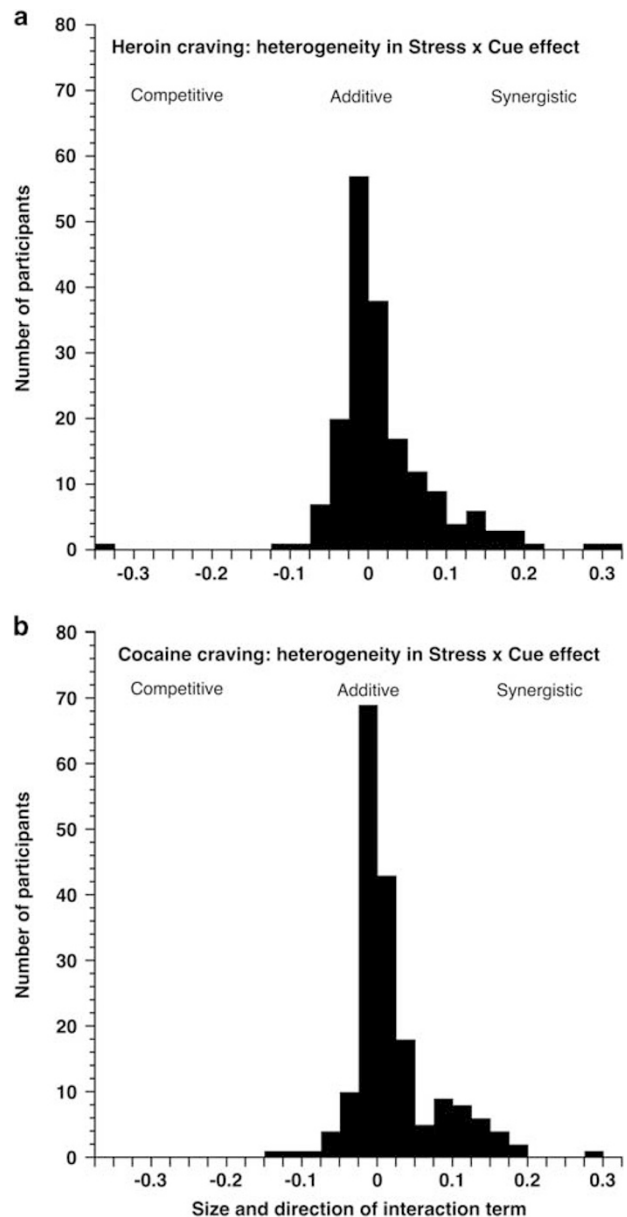 a
80
Heroin craving: heterogeneity in Stress x Cue effect
70
Competitive Additive Synergistic
60
50
Number of participants
40
30
20
10
0
-0.3 -0.2 -0.1 0 0.1 0.2 0.3
b
80
Cocaine craving: heterogeneity in Stress x Cue effect
70
Competitive Additive Synergistic
60
50
Number of participants
40
30
20
10
0
-0.3 -0.2 -0.1 0 0.1 0.2 0.3
Size and direction of interaction term